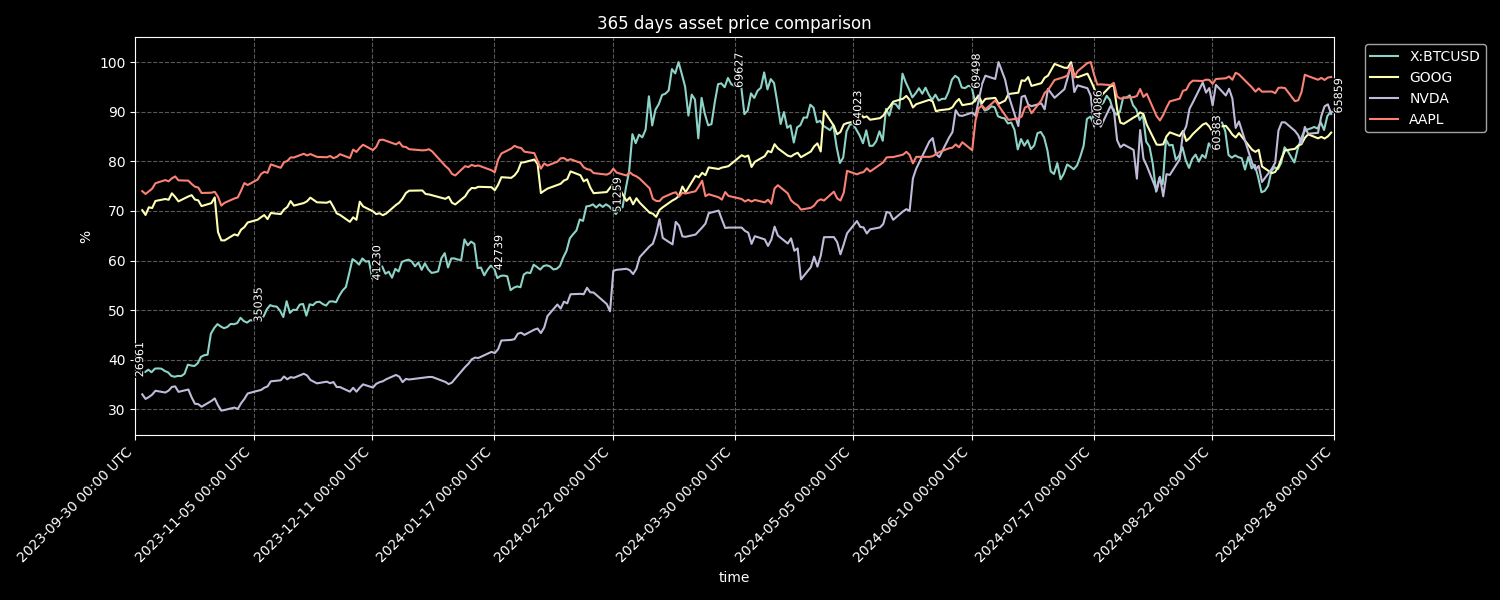 365 days asset price comparison
X:BTCUSD
GOOG
NVDA
AAPL
%
100
90
80
70
60
50
40
30
26961
35035
41230
42739
51259
69627
64023
69498
64086
60383
65859
2023-09-30 00:00 UTC
2023-11-05 00:00 UTC
2023-12-11 00:00 UTC
2024-01-17 00:00 UTC
2024-02-22 00:00 UTC
2024-03-30 00:00 UTC
2024-05-05 00:00 UTC
2024-06-10 00:00 UTC
2024-07-17 00:00 UTC
2024-08-22 00:00 UTC
2024-09-28 00:00 UTC
time